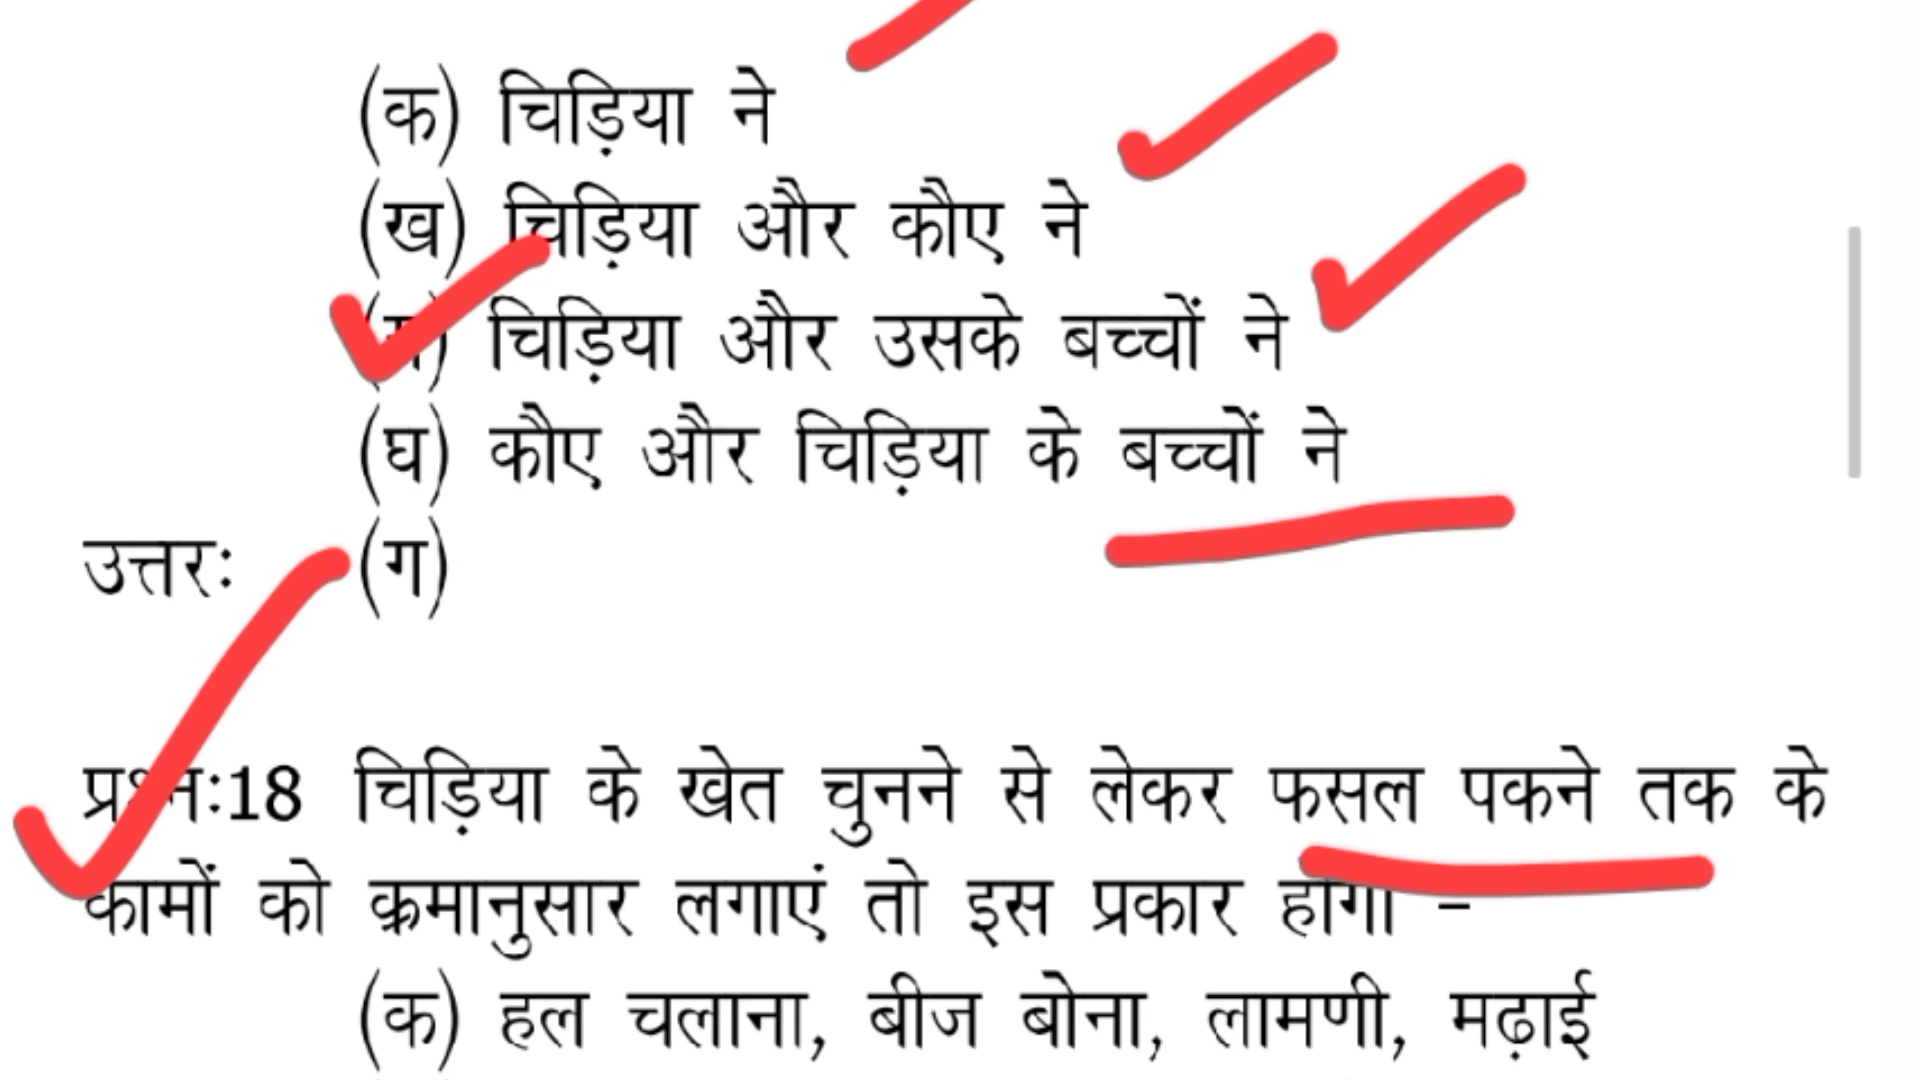 (क) चिड़िया ने
(ख) चिड़िया और कौए ने
(ग) चिड़िया और उसके बच्चों ने
(घ) कौए और चिड़िया के बच्चों ने
उत्तरः (ग)
प्रश्नः18 चिड़िया के खेत चुनने से लेकर फसल पकने तक के
कामों को क्रमानुसार लगाएं तो इस प्रकार होगा –
(क) हल चलाना, बीज बोना, लामणी, मढ़ाई